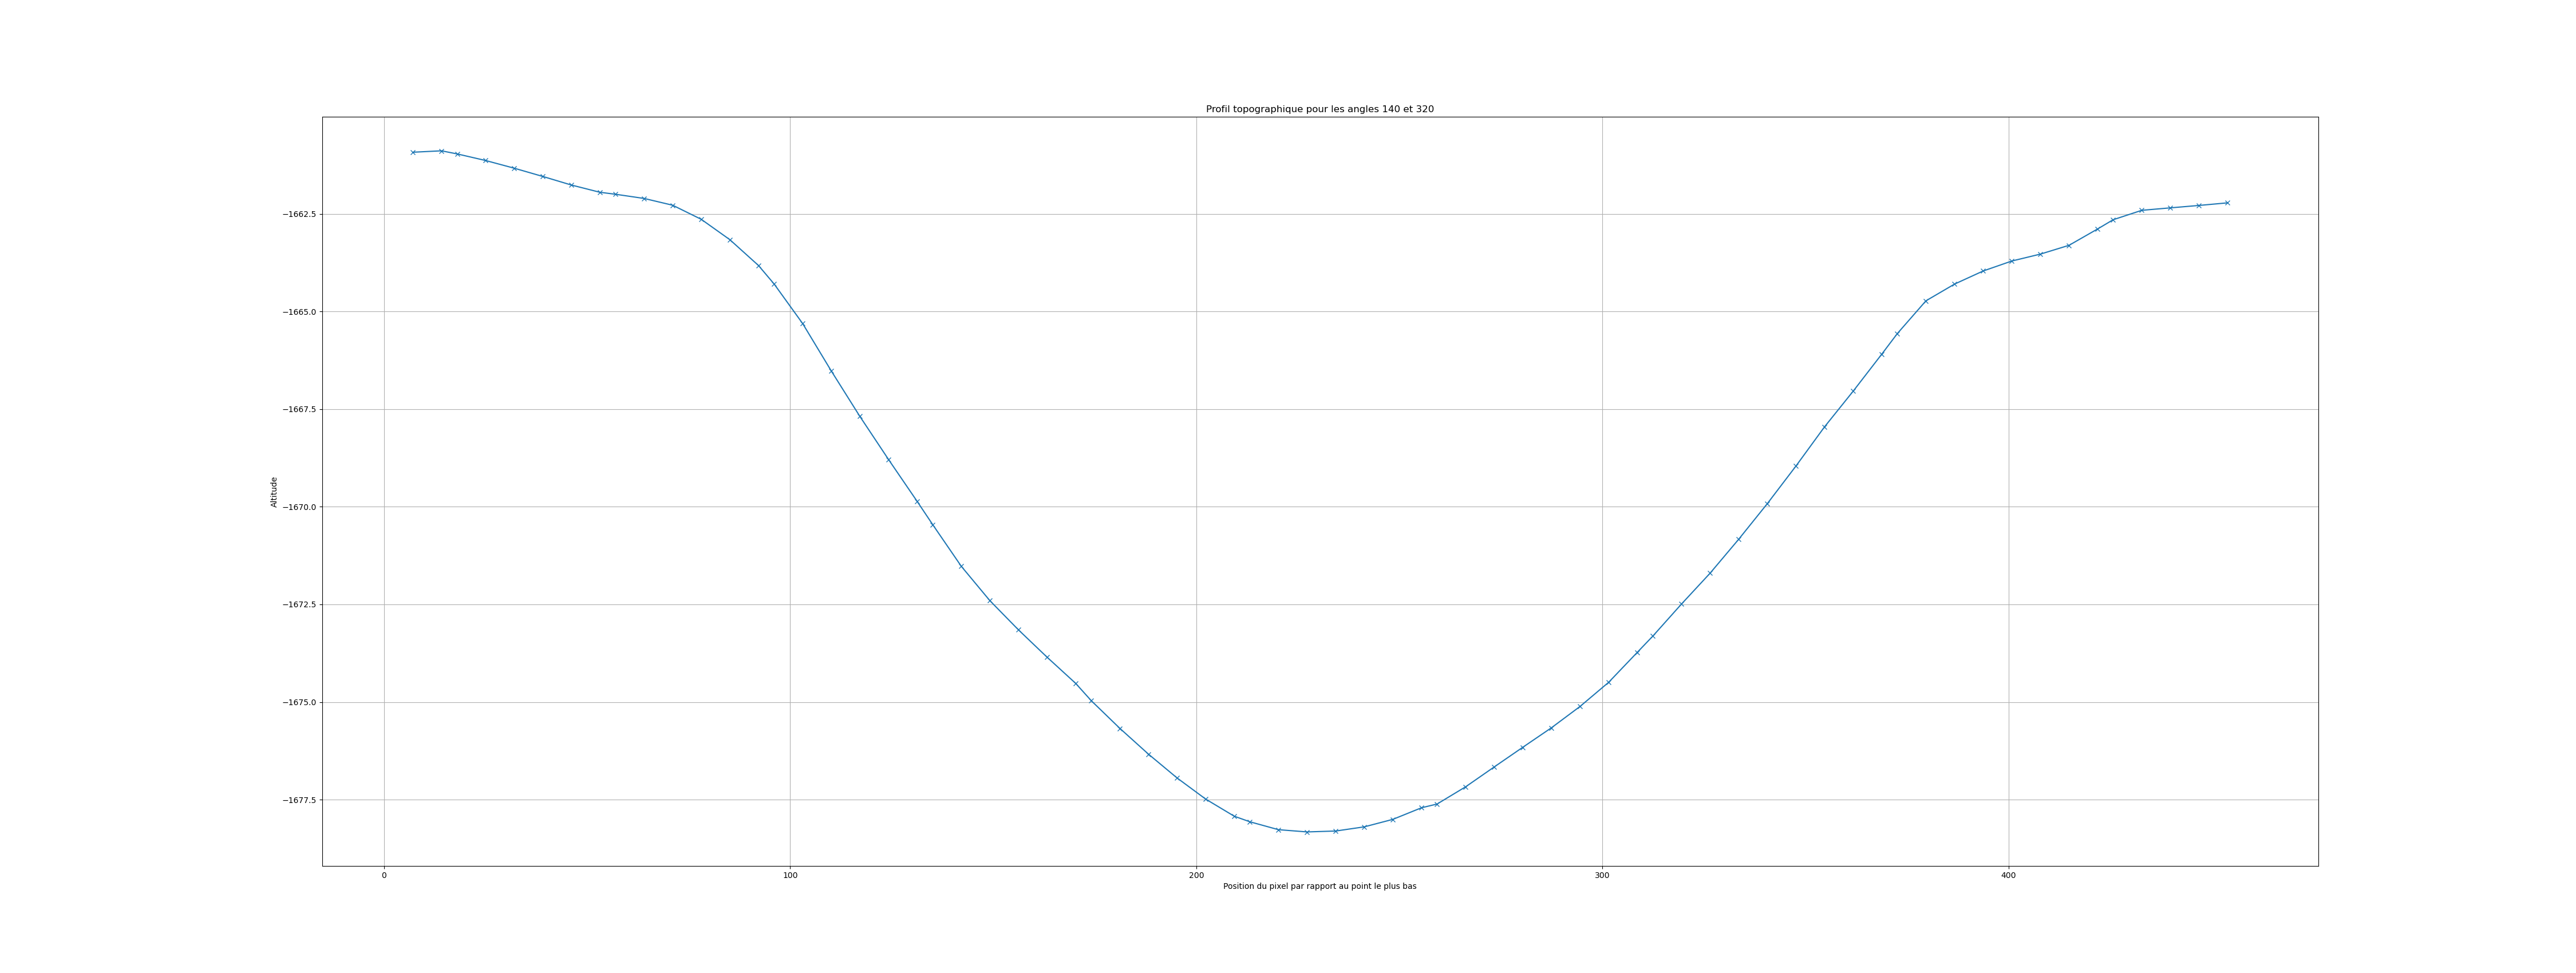 Profil topographique pour les angles 140 et 320
Altitude
−1662.5
−1665.0
−1667.5
−1670.0
−1672.5
−1675.0
−1677.5
0 100 200 300 400
Position du pixel par rapport au point le plus bas